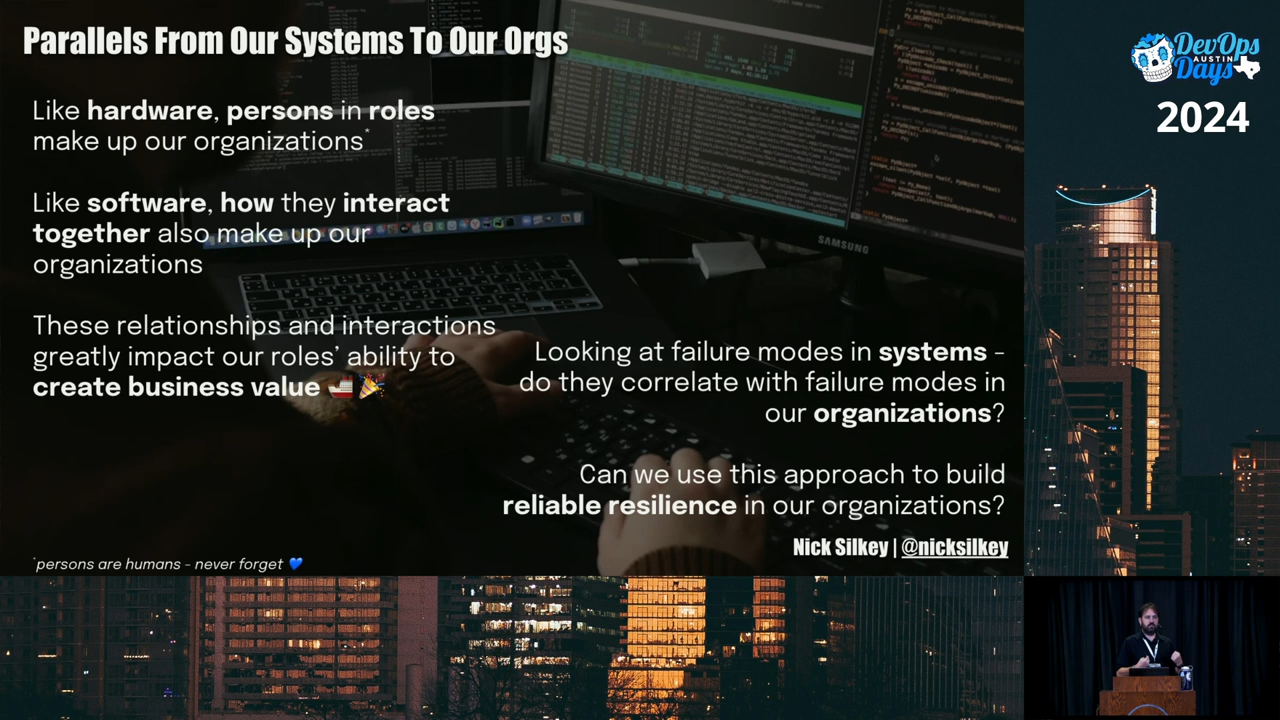 Parallels From Our Systems To Our Orgs
Like hardware, persons in roles
make up our organizations*
Like software, how they interact
together also make up our
organizations
These relationships and interactions
greatly impact our roles' ability to
create business value 🚢 🎉
Looking at failure modes in systems -
do they correlate with failure modes in
our organizations?
Can we use this approach to build
reliable resilience in our organizations?
Nick Silkey | @nicksilkey
*persons are humans - never forget 💙
DevOps
AUSTIN
Days
2024
SAMSUNG